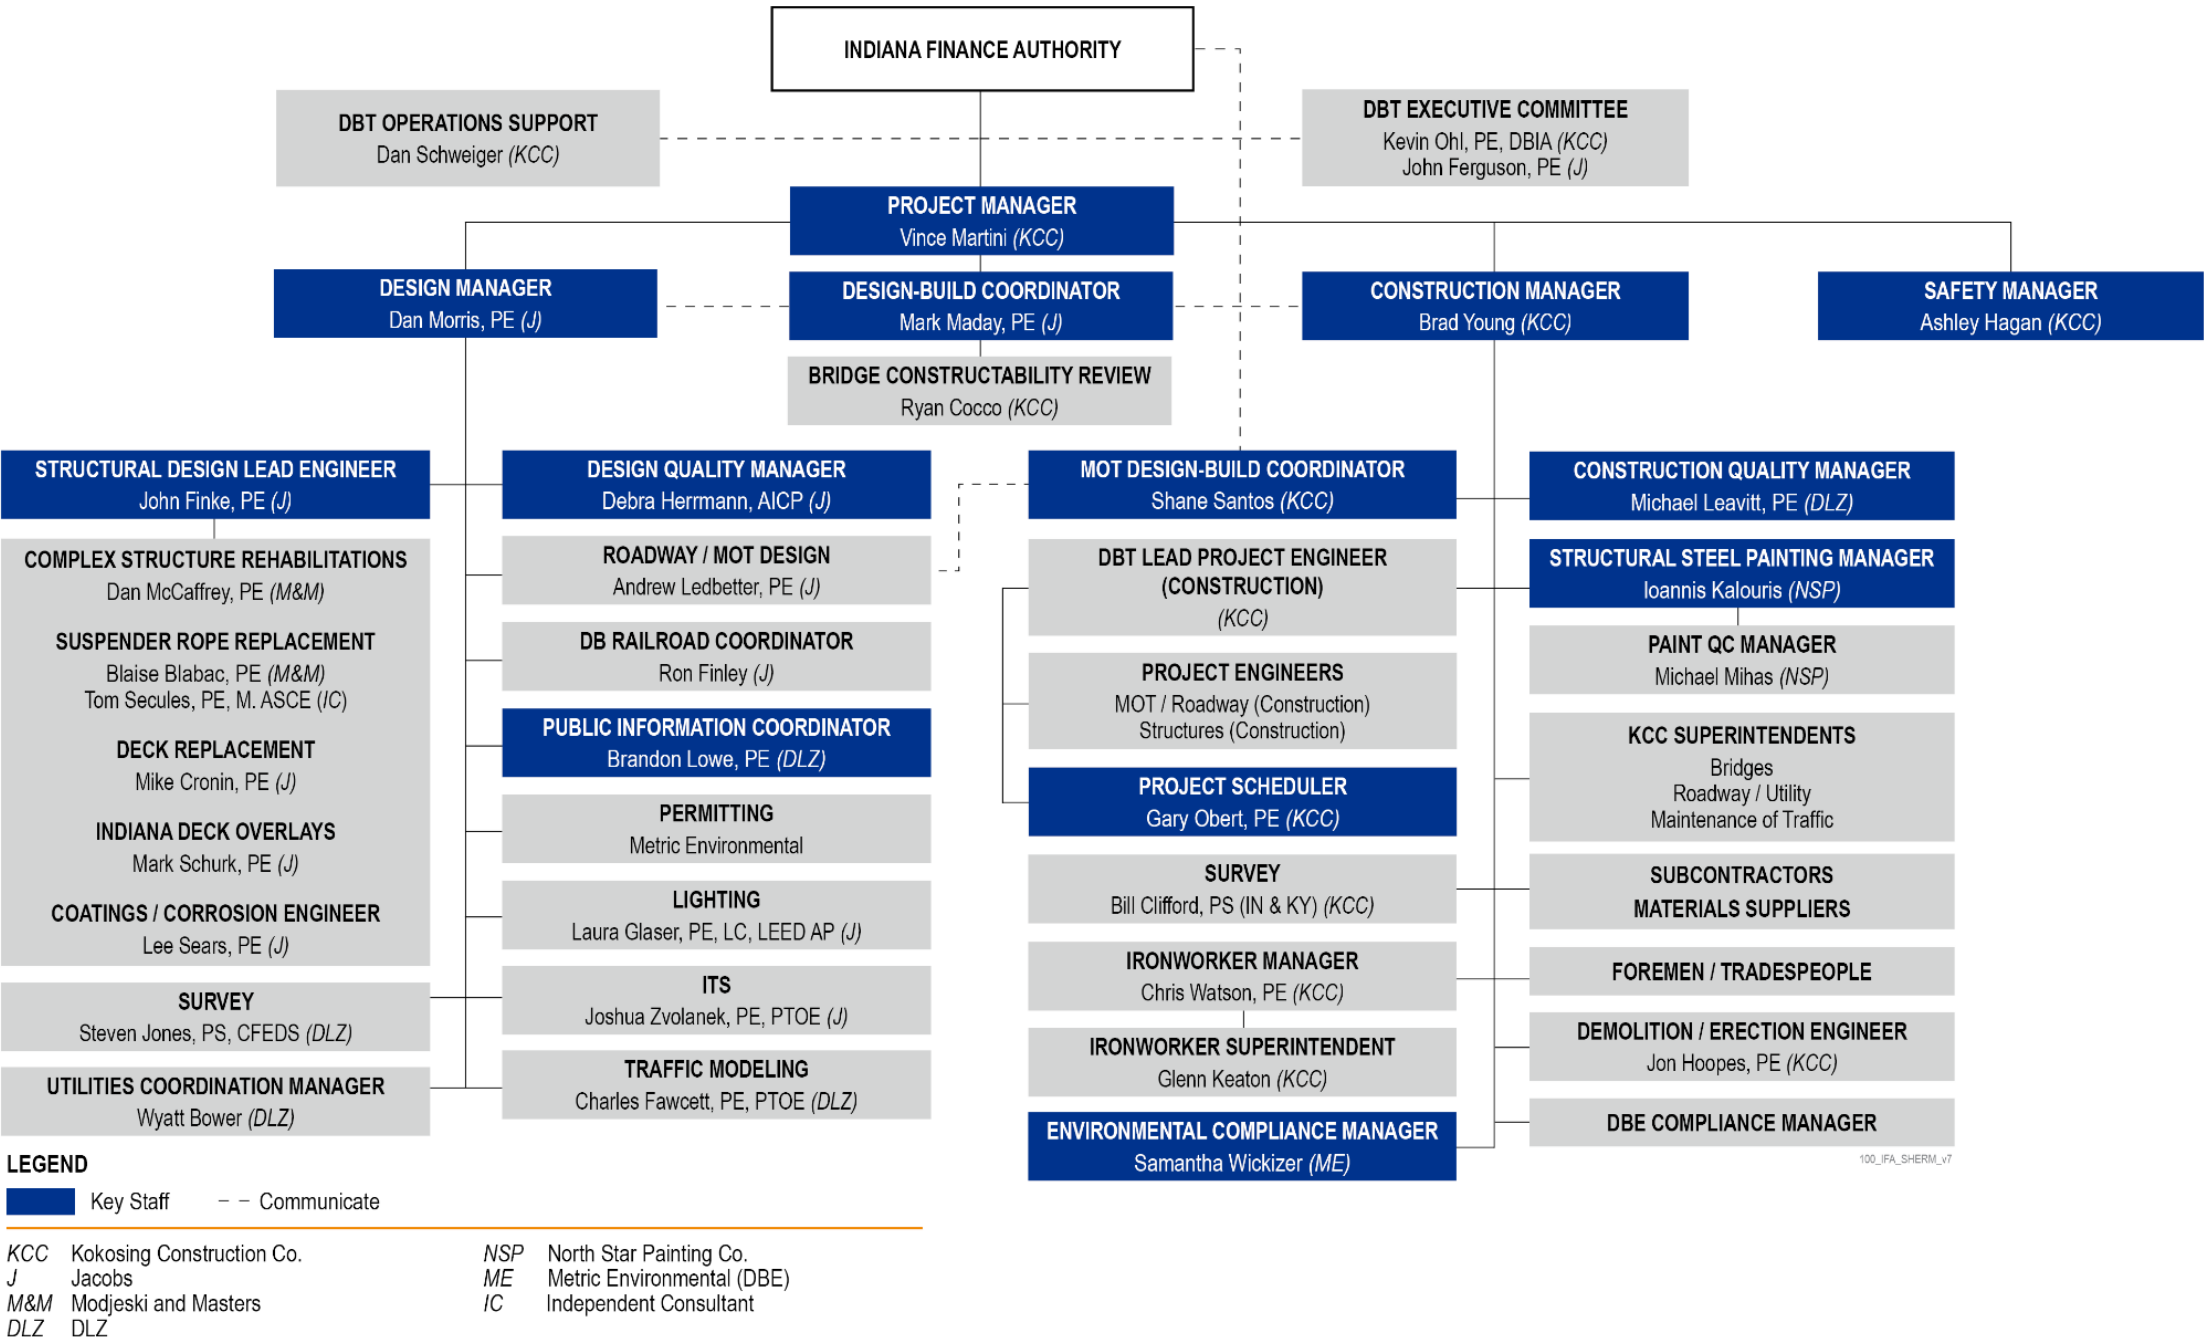 INDIANA FINANCE AUTHORITY
DBT OPERATIONS SUPPORT
Dan Schweiger (KCC)
DBT EXECUTIVE COMMITTEE
Kevin Ohl, PE, DBIA (KCC)
John Ferguson, PE (J)
PROJECT MANAGER
Vince Martini (KCC)
DESIGN MANAGER
Dan Morris, PE (J)
DESIGN-BUILD COORDINATOR
Mark Maday, PE (J)
CONSTRUCTION MANAGER
Brad Young (KCC)
SAFETY MANAGER
Ashley Hagan (KCC)
BRIDGE CONSTRUCTABILITY REVIEW
Ryan Cocco (KCC)
STRUCTURAL DESIGN LEAD ENGINEER
John Finke, PE (J)
COMPLEX STRUCTURE REHABILITATIONS
Dan McCaffrey, PE (M&M)
SUSPENDER ROPE REPLACEMENT
Blaise Blabac, PE (M&M)
Tom Secules, PE, M. ASCE (IC)
DECK REPLACEMENT
Mike Cronin, PE (J)
INDIANA DECK OVERLAYS
Mark Schurk, PE (J)
COATINGS / CORROSION ENGINEER
Lee Sears, PE (J)
SURVEY
Steven Jones, PS, CFEDS (DLZ)
UTILITIES COORDINATION MANAGER
Wyatt Bower (DLZ)
DESIGN QUALITY MANAGER
Debra Herrmann, AICP (J)
ROADWAY / MOT DESIGN
Andrew Ledbetter, PE (J)
DB RAILROAD COORDINATOR
Ron Finley (J)
PUBLIC INFORMATION COORDINATOR
Brandon Lowe, PE (DLZ)
PERMITTING
Metric Environmental
LIGHTING
Laura Glaser, PE, LC, LEED AP (J)
ITS
Joshua Zvolanek, PE, PTOE (J)
TRAFFIC MODELING
Charles Fawcett, PE, PTOE (DLZ)
MOT DESIGN-BUILD COORDINATOR
Shane Santos (KCC)
DBT LEAD PROJECT ENGINEER
(CONSTRUCTION)
(KCC)
PROJECT ENGINEERS
MOT / Roadway (Construction)
Structures (Construction)
PROJECT SCHEDULER
Gary Obert, PE (KCC)
SURVEY
Bill Clifford, PS (IN & KY) (KCC)
IRONWORKER MANAGER
Chris Watson, PE (KCC)
IRONWORKER SUPERINTENDENT
Glenn Keaton (KCC)
ENVIRONMENTAL COMPLIANCE MANAGER
Samantha Wickizer (ME)
CONSTRUCTION QUALITY MANAGER
Michael Leavitt, PE (DLZ)
STRUCTURAL STEEL PAINTING MANAGER
Ioannis Kalouris (NSP)
PAINT QC MANAGER
Michael Mihas (NSP)
KCC SUPERINTENDENTS
Bridges
Roadway / Utility
Maintenance of Traffic
SUBCONTRACTORS
MATERIALS SUPPLIERS
FOREMEN / TRADESPEOPLE
DEMOLITION / ERECTION ENGINEER
Jon Hoopes, PE (KCC)
DBE COMPLIANCE MANAGER
100_IFA_SHERM_v7
LEGEND
Key Staff
Communicate
KCC Kokosing Construction Co.
J Jacobs
M&M Modjeski and Masters
DLZ DLZ
NSP North Star Painting Co.
ME Metric Environmental (DBE)
IC Independent Consultant